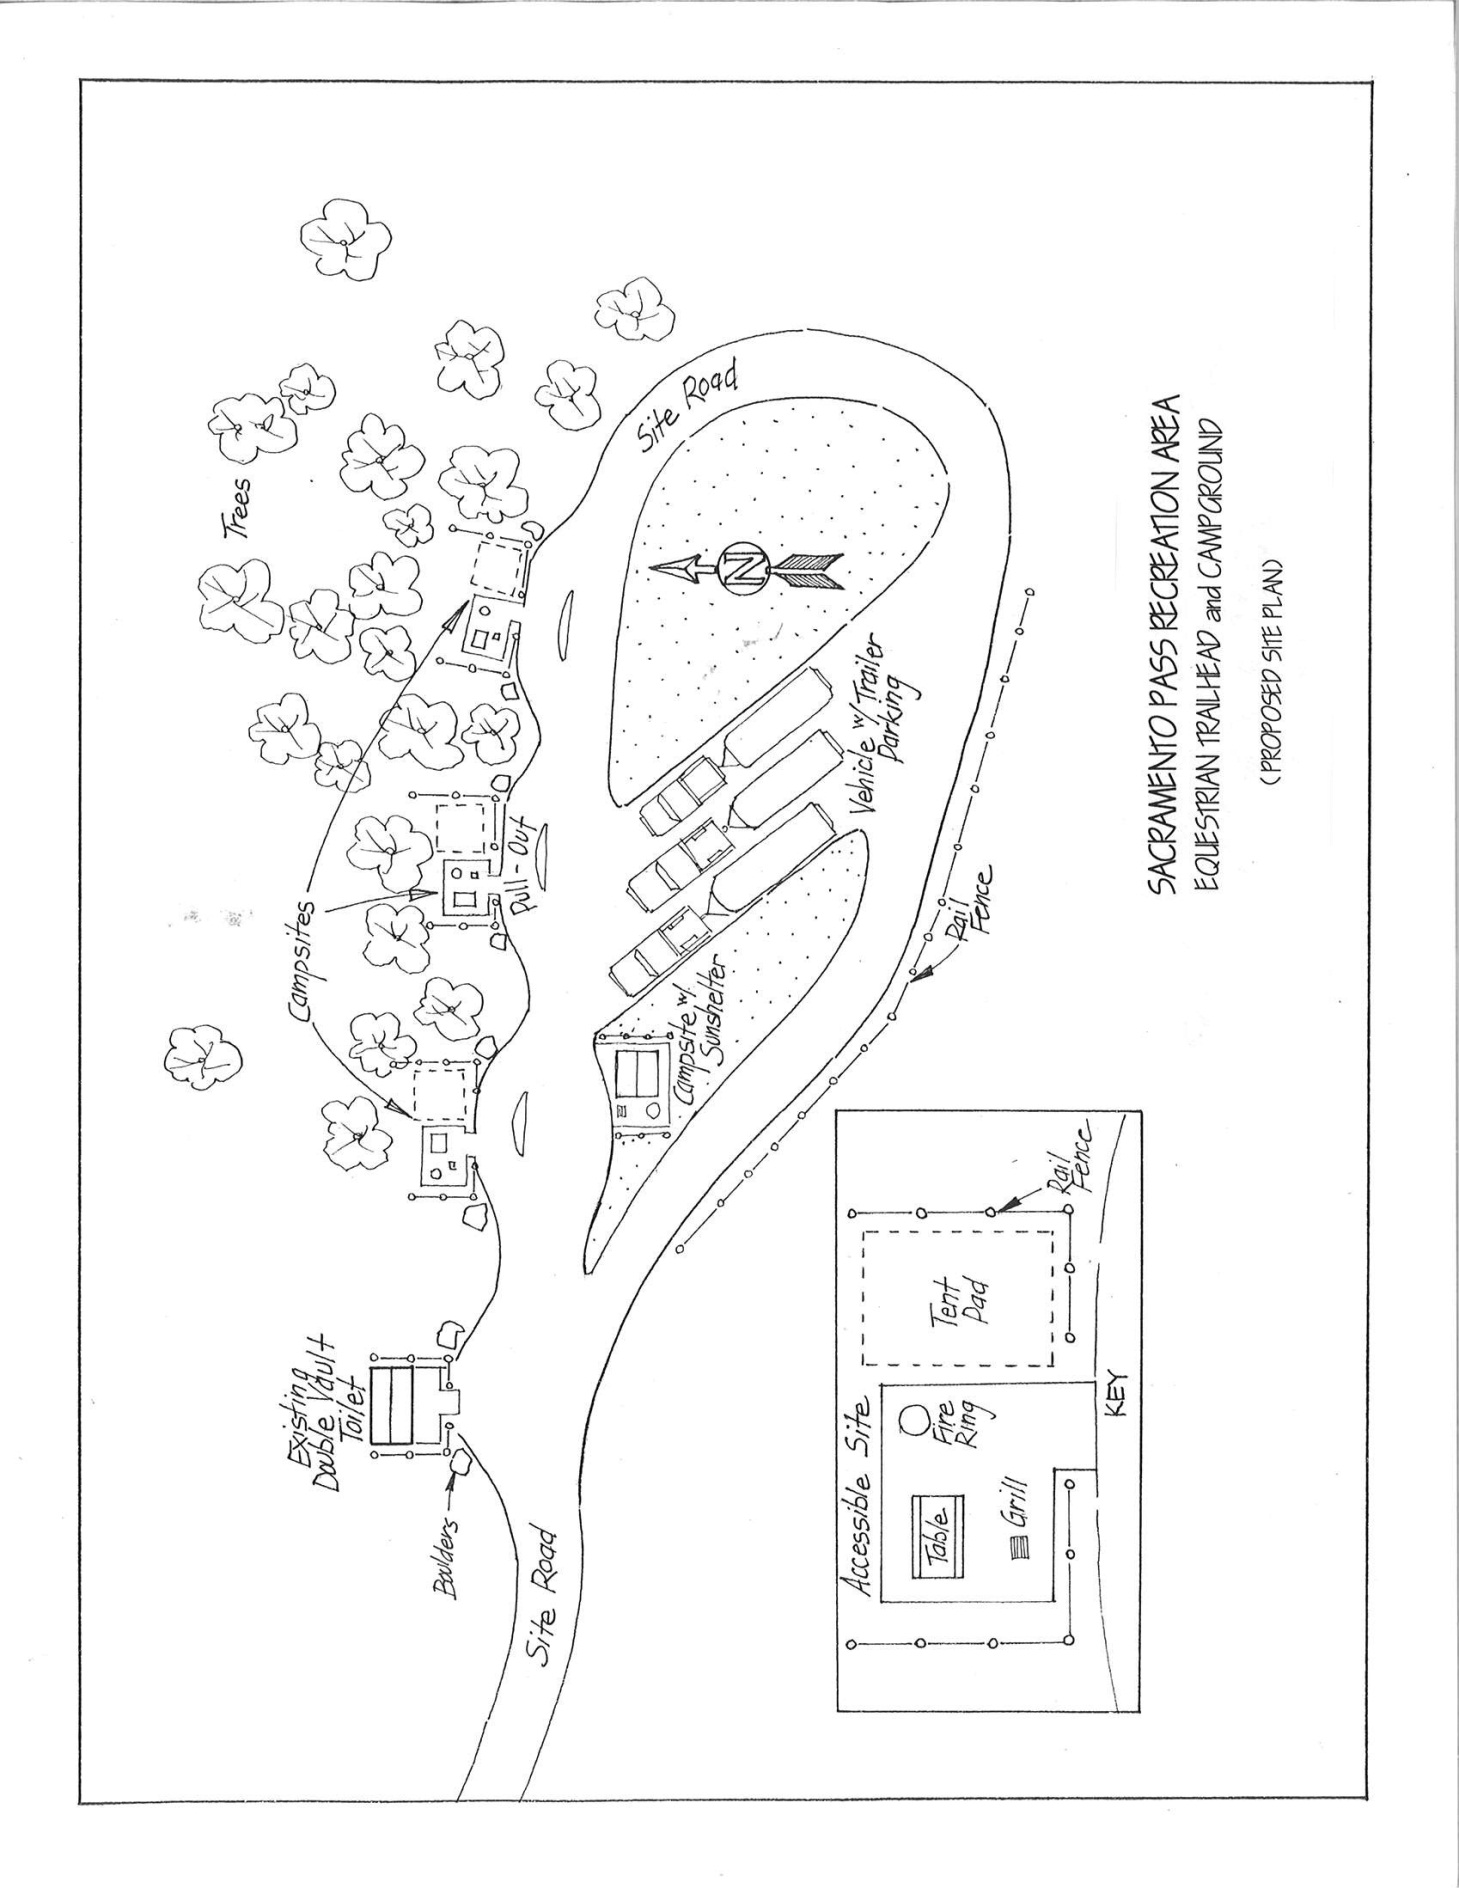 Trees
Site Road
N
Campsites
Pull-Out
Vehicle w/ Trailer
Parking
Campsite w/
Sunshelter
Rail
Fence
Existing
Double Vault
Toilet
Boulders
Site Road
Accessible Site
Table
Fire
Ring
Grill
Tent
Pad
Rail
Fence
KEY
SACRAMENTO PASS RECREATION AREA
EQUESTRIAN TRAILHEAD and CAMPGROUND
(PROPOSED SITE PLAN)